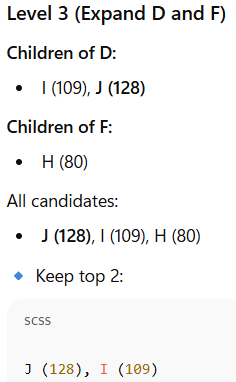 Level 3 (Expand D and F)
Children of D:
• I (109), J (128)
Children of F:
• H (80)
All candidates:
• J (128), I (109), H (80)
🔹 Keep top 2:
scss
J (128), I (109)